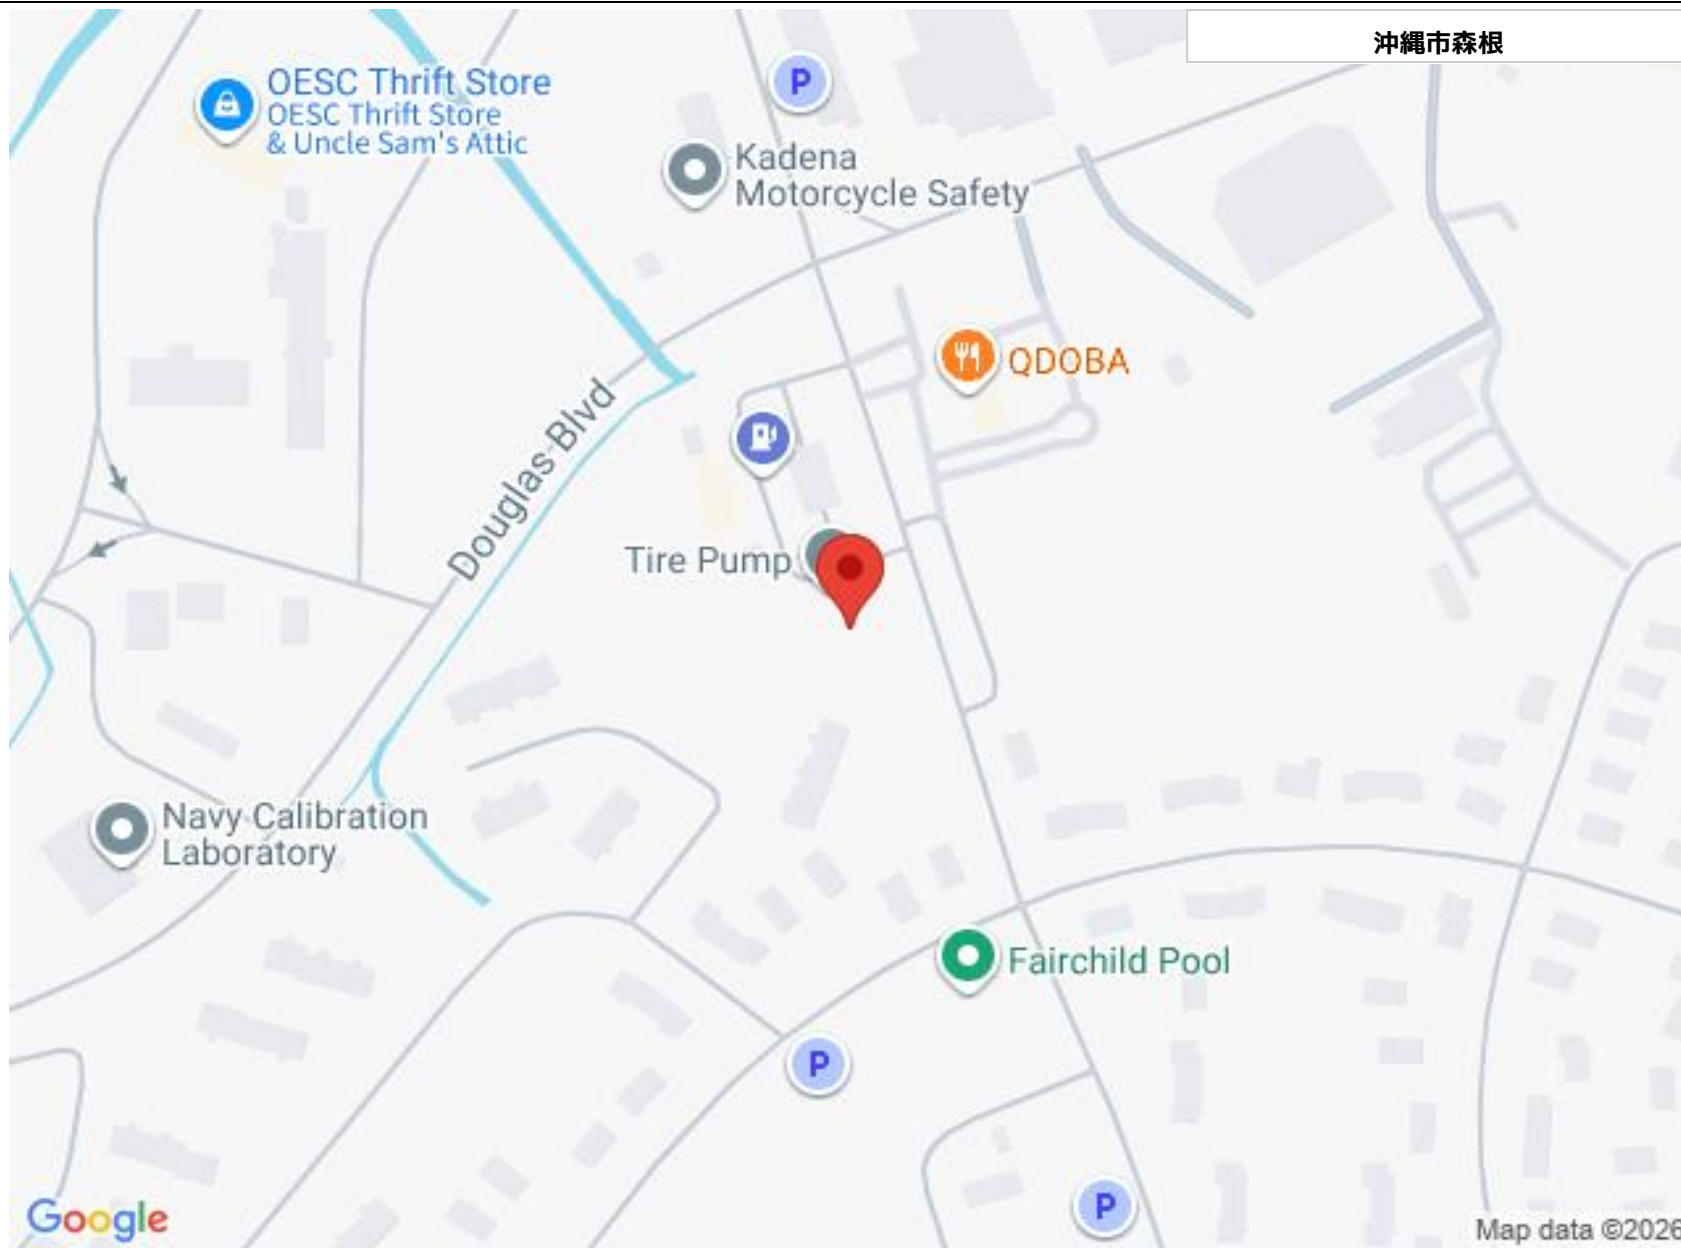 沖縄市森根
P
OESC Thrift Store
OESC Thrift Store
& Uncle Sam's Attic
Kadena
Motorcycle Safety
QDOBA
Douglas Blvd
Tire Pump
Navy Calibration
Laboratory
Fairchild Pool
P
P
Google
Map data ©2026